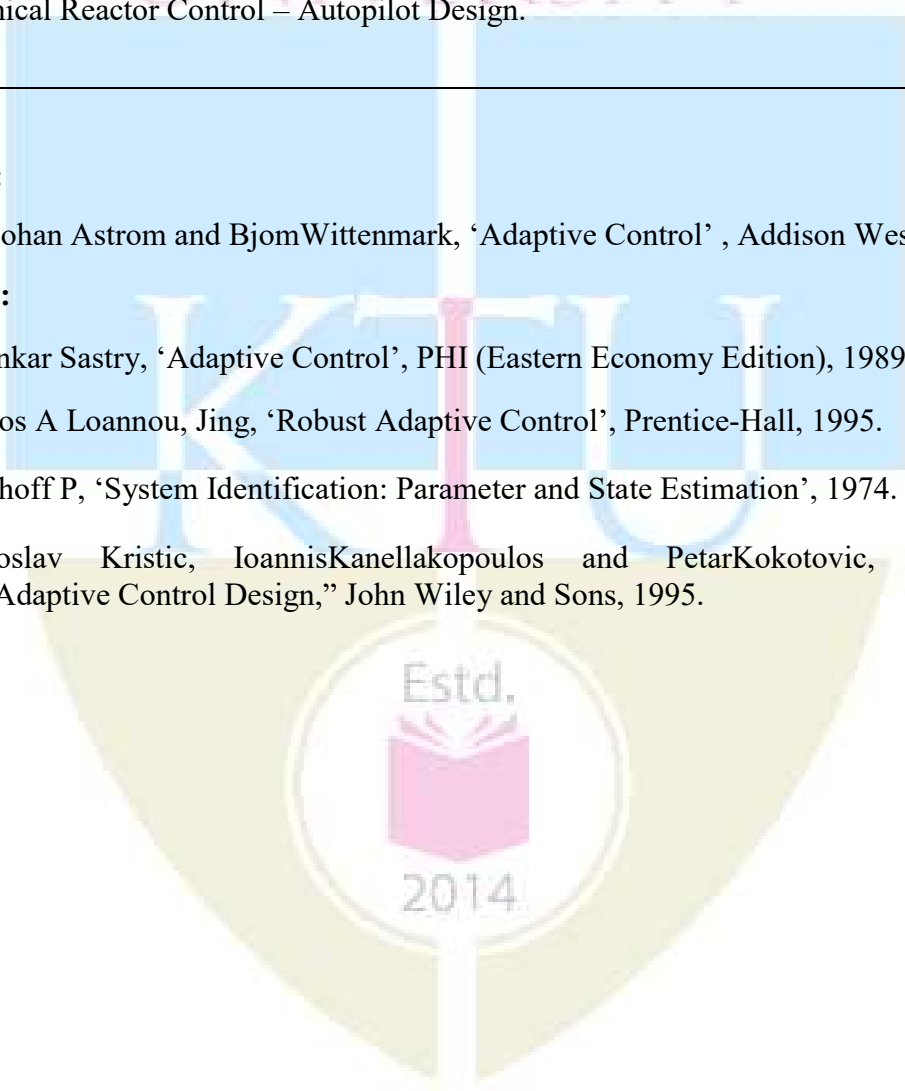 nical Reactor Control – Autopilot Design.
:
ohan Astrom and BjomWittenmark, ‘Adaptive Control’ , Addison Wes
:
nkar Sastry, ‘Adaptive Control’, PHI (Eastern Economy Edition), 1989
os A Loannou, Jing, ‘Robust Adaptive Control’, Prentice-Hall, 1995.
KTU
hoff P, ‘System Identification: Parameter and State Estimation’, 1974.
oslav Kristic, IoannisKanellakopoulos and PetarKokotovic,
Adaptive Control Design,” John Wiley and Sons, 1995.
Estd.
2014